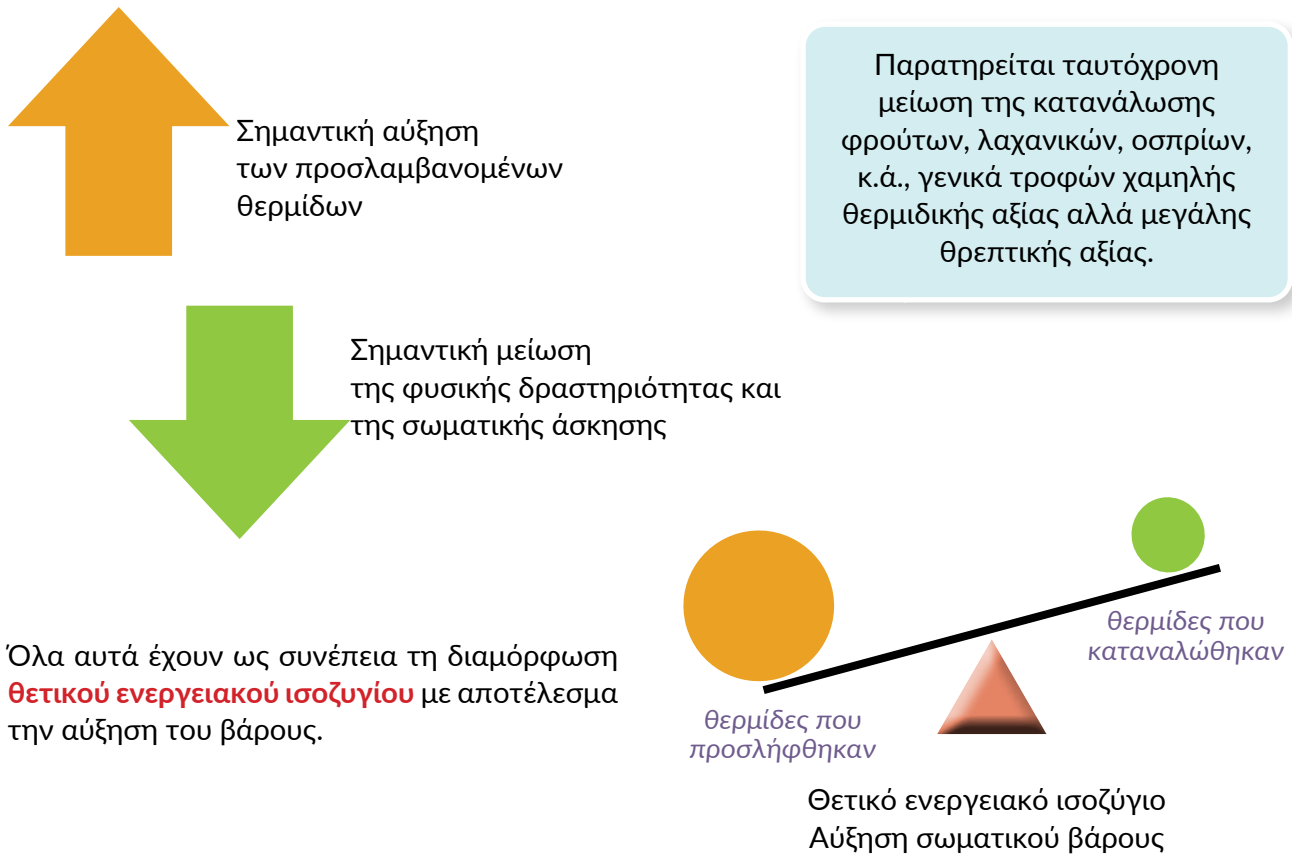 Σημαντική αύξηση
των προσλαμβανομένων
θερμίδων
Παρατηρείται ταυτόχρονη
μείωση της κατανάλωσης
φρούτων, λαχανικών, οσπρίων,
κ.ά., γενικά τροφών χαμηλής
θερμιδικής αξίας αλλά μεγάλης
θρεπτικής αξίας.
Σημαντική μείωση
της φυσικής δραστηριότητας και
της σωματικής άσκησης
Όλα αυτά έχουν ως συνέπεια τη διαμόρφωση
θετικού ενεργειακού ισοζυγίου με αποτέλεσμα
την αύξηση του βάρους.
θερμίδες που
καταναλώθηκαν
θερμίδες που
προσλήφθηκαν
Θετικό ενεργειακό ισοζύγιο
Αύξηση σωματικού βάρους